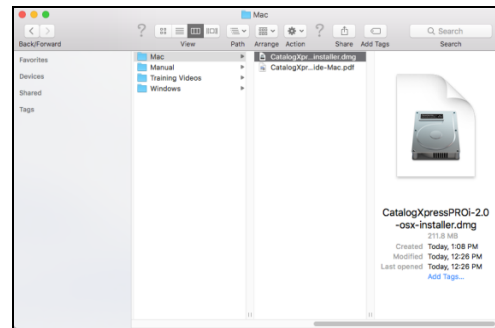 Mac
Back/Forward
View
Path
Arrange
Action
Share
Add Tags
Search
Search
Favorites
Devices
Shared
Tags
Mac
Manual
Training Videos
Windows
CatalogXpr...installer.dmg
CatalogXpr...ide-Mac.pdf
CatalogXpressPROi-2.0
-osx-installer.dmg
211.8 MB
Created Today, 1:08 PM
Modified Today, 12:26 PM
Last opened Today, 12:26 PM
Add Tags...